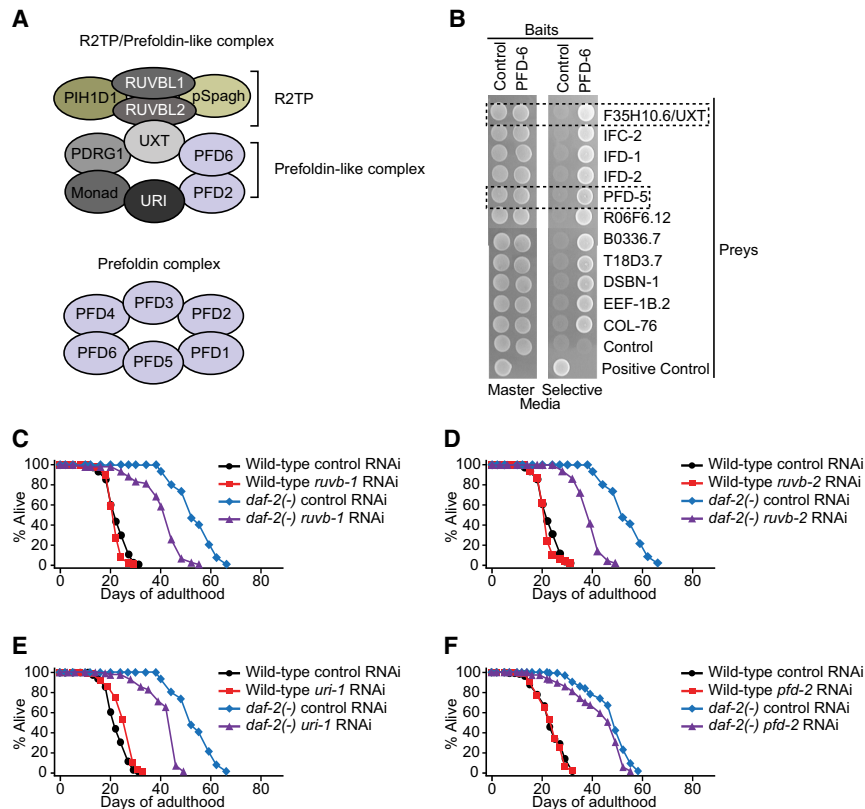 A
R2TP/Prefoldin-like complex
RUVBL1
PIH1D1
pSpagh
RUVBL2
R2TP
UXT
PDRG1
PFD6
Prefoldin-like complex
Monad
PFD2
URI
Prefoldin complex
PFD3
PFD4
PFD2
PFD6
PFD1
PFD5
B
Baits
Control
PFD-6
Control
PFD-6
F35H10.6/UXT
IFC-2
IFD-1
IFD-2
PFD-5
R06F6.12
B0336.7
T18D3.7
DSBN-1
EEF-1B.2
COL-76
Control
Positive Control
Preys
Master Selective
Media
C
% Alive
100
80
60
40
20
0
0 20 40 60 80
Days of adulthood
Wild-type control RNAi
Wild-type ruvb-1 RNAi
daf-2(-) control RNAi
daf-2(-) ruvb-1 RNAi
D
% Alive
100
80
60
40
20
0
0 20 40 60 80
Days of adulthood
Wild-type control RNAi
Wild-type ruvb-2 RNAi
daf-2(-) control RNAi
daf-2(-) ruvb-2 RNAi
E
% Alive
100
80
60
40
20
0
0 20 40 60 80
Days of adulthood
Wild-type control RNAi
Wild-type uri-1 RNAi
daf-2(-) control RNAi
daf-2(-) uri-1 RNAi
F
% Alive
100
80
60
40
20
0
0 20 40 60 80
Days of adulthood
Wild-type control RNAi
Wild-type pfd-2 RNAi
daf-2(-) control RNAi
daf-2(-) pfd-2 RNAi